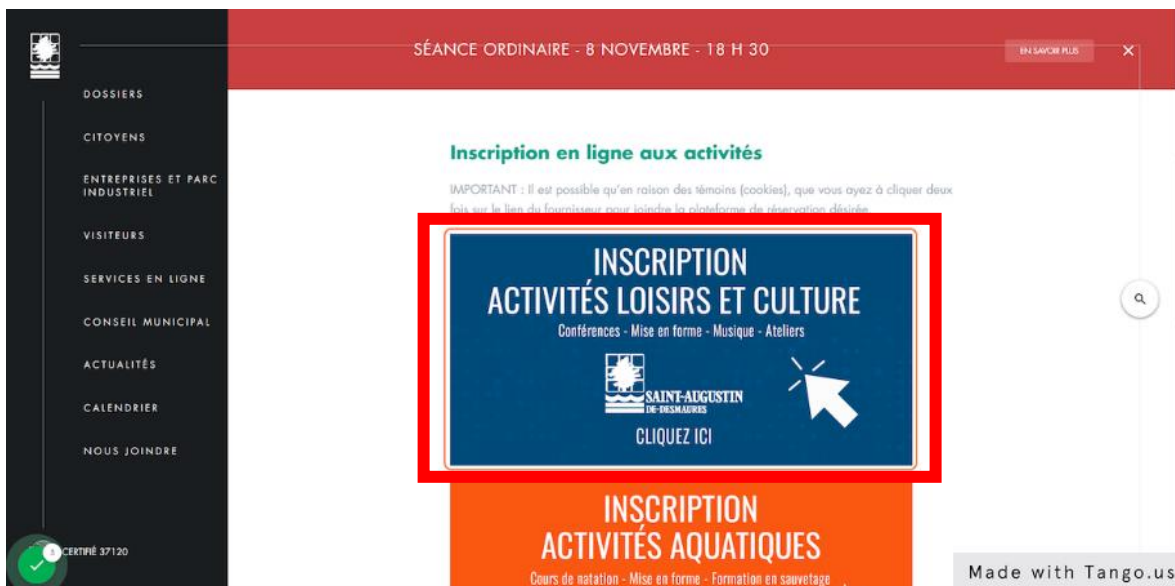 SÉANCE ORDINAIRE - 8 NOVEMBRE - 18 H 30
EN SAVOIR PLUS
DOSSIERS
CITOYENS
ENTREPRISES ET PARC
INDUSTRIEL
VISITEURS
SERVICES EN LIGNE
CONSEIL MUNICIPAL
ACTUALITÉS
CALENDRIER
NOUS JOINDRE
CERTIFIÉ 37120
Inscription en ligne aux activités
IMPORTANT : Il est possible qu'en raison des témoins (cookies), que vous ayez à cliquer deux
fois sur le lien du fournisseur pour joindre la plateforme de réservation désirée
INSCRIPTION
ACTIVITÉS LOISIRS ET CULTURE
Conférences - Mise en forme - Musique - Ateliers
SAINT-AUGUSTIN
DE-DESMAURES
CLIQUEZ ICI
INSCRIPTION
ACTIVITÉS AQUATIQUES
Cours de natation - Mise en forme - Formation en sauvetage
Made with Tango.us